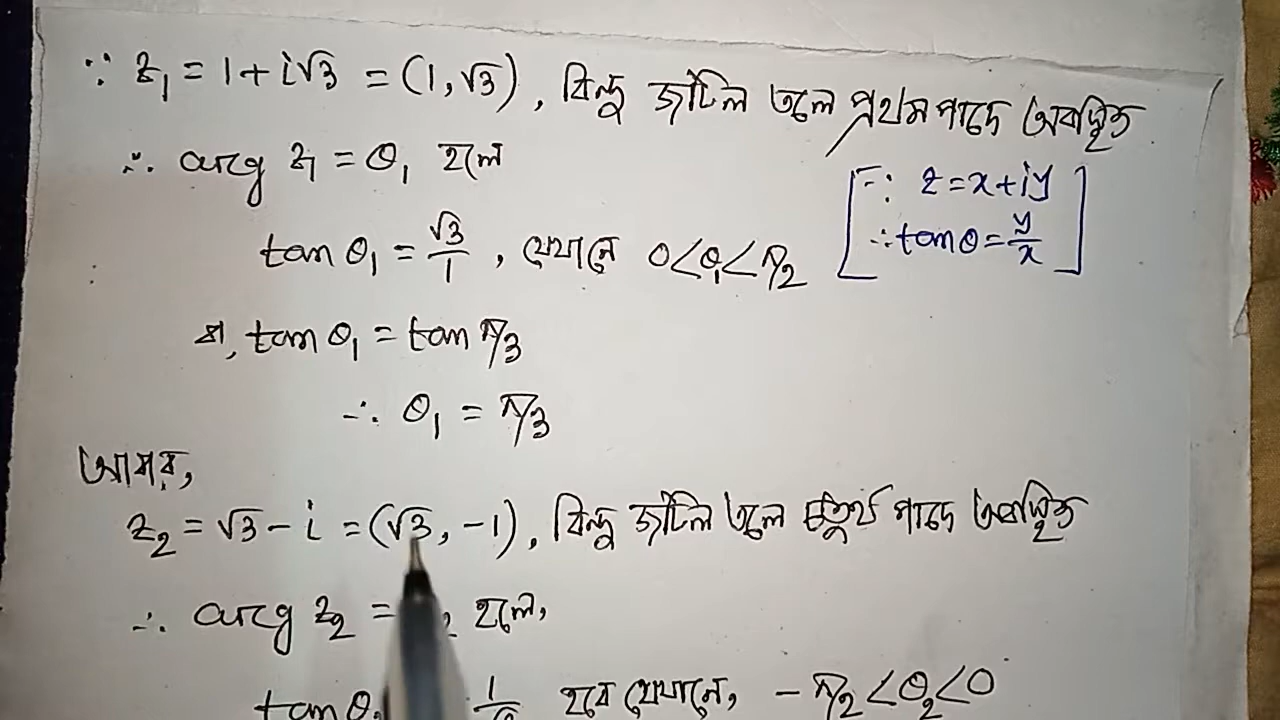 ∵ z₁ = 1 + i√3 = (1, √3), বিন্দু জটিল তলে প্রথম পাদে অবস্থিত
∴ arg z₁ = θ₁ হলে
tan θ₁ = √3/1, যেখানে 0 < θ₁ < π/2
[∵ z = x + iy
∴ tan θ = y/x]
বা, tan θ₁ = tan π/3
∴ θ₁ = π/3
আবার,
z₂ = √3 - i = (√3, -1), বিন্দু জটিল তলে চতুর্থ পাদে অবস্থিত
∴ arg z₂ = হলে,
tan θ 1 হবে যেখানে, - π/2 < θ₂ < 0